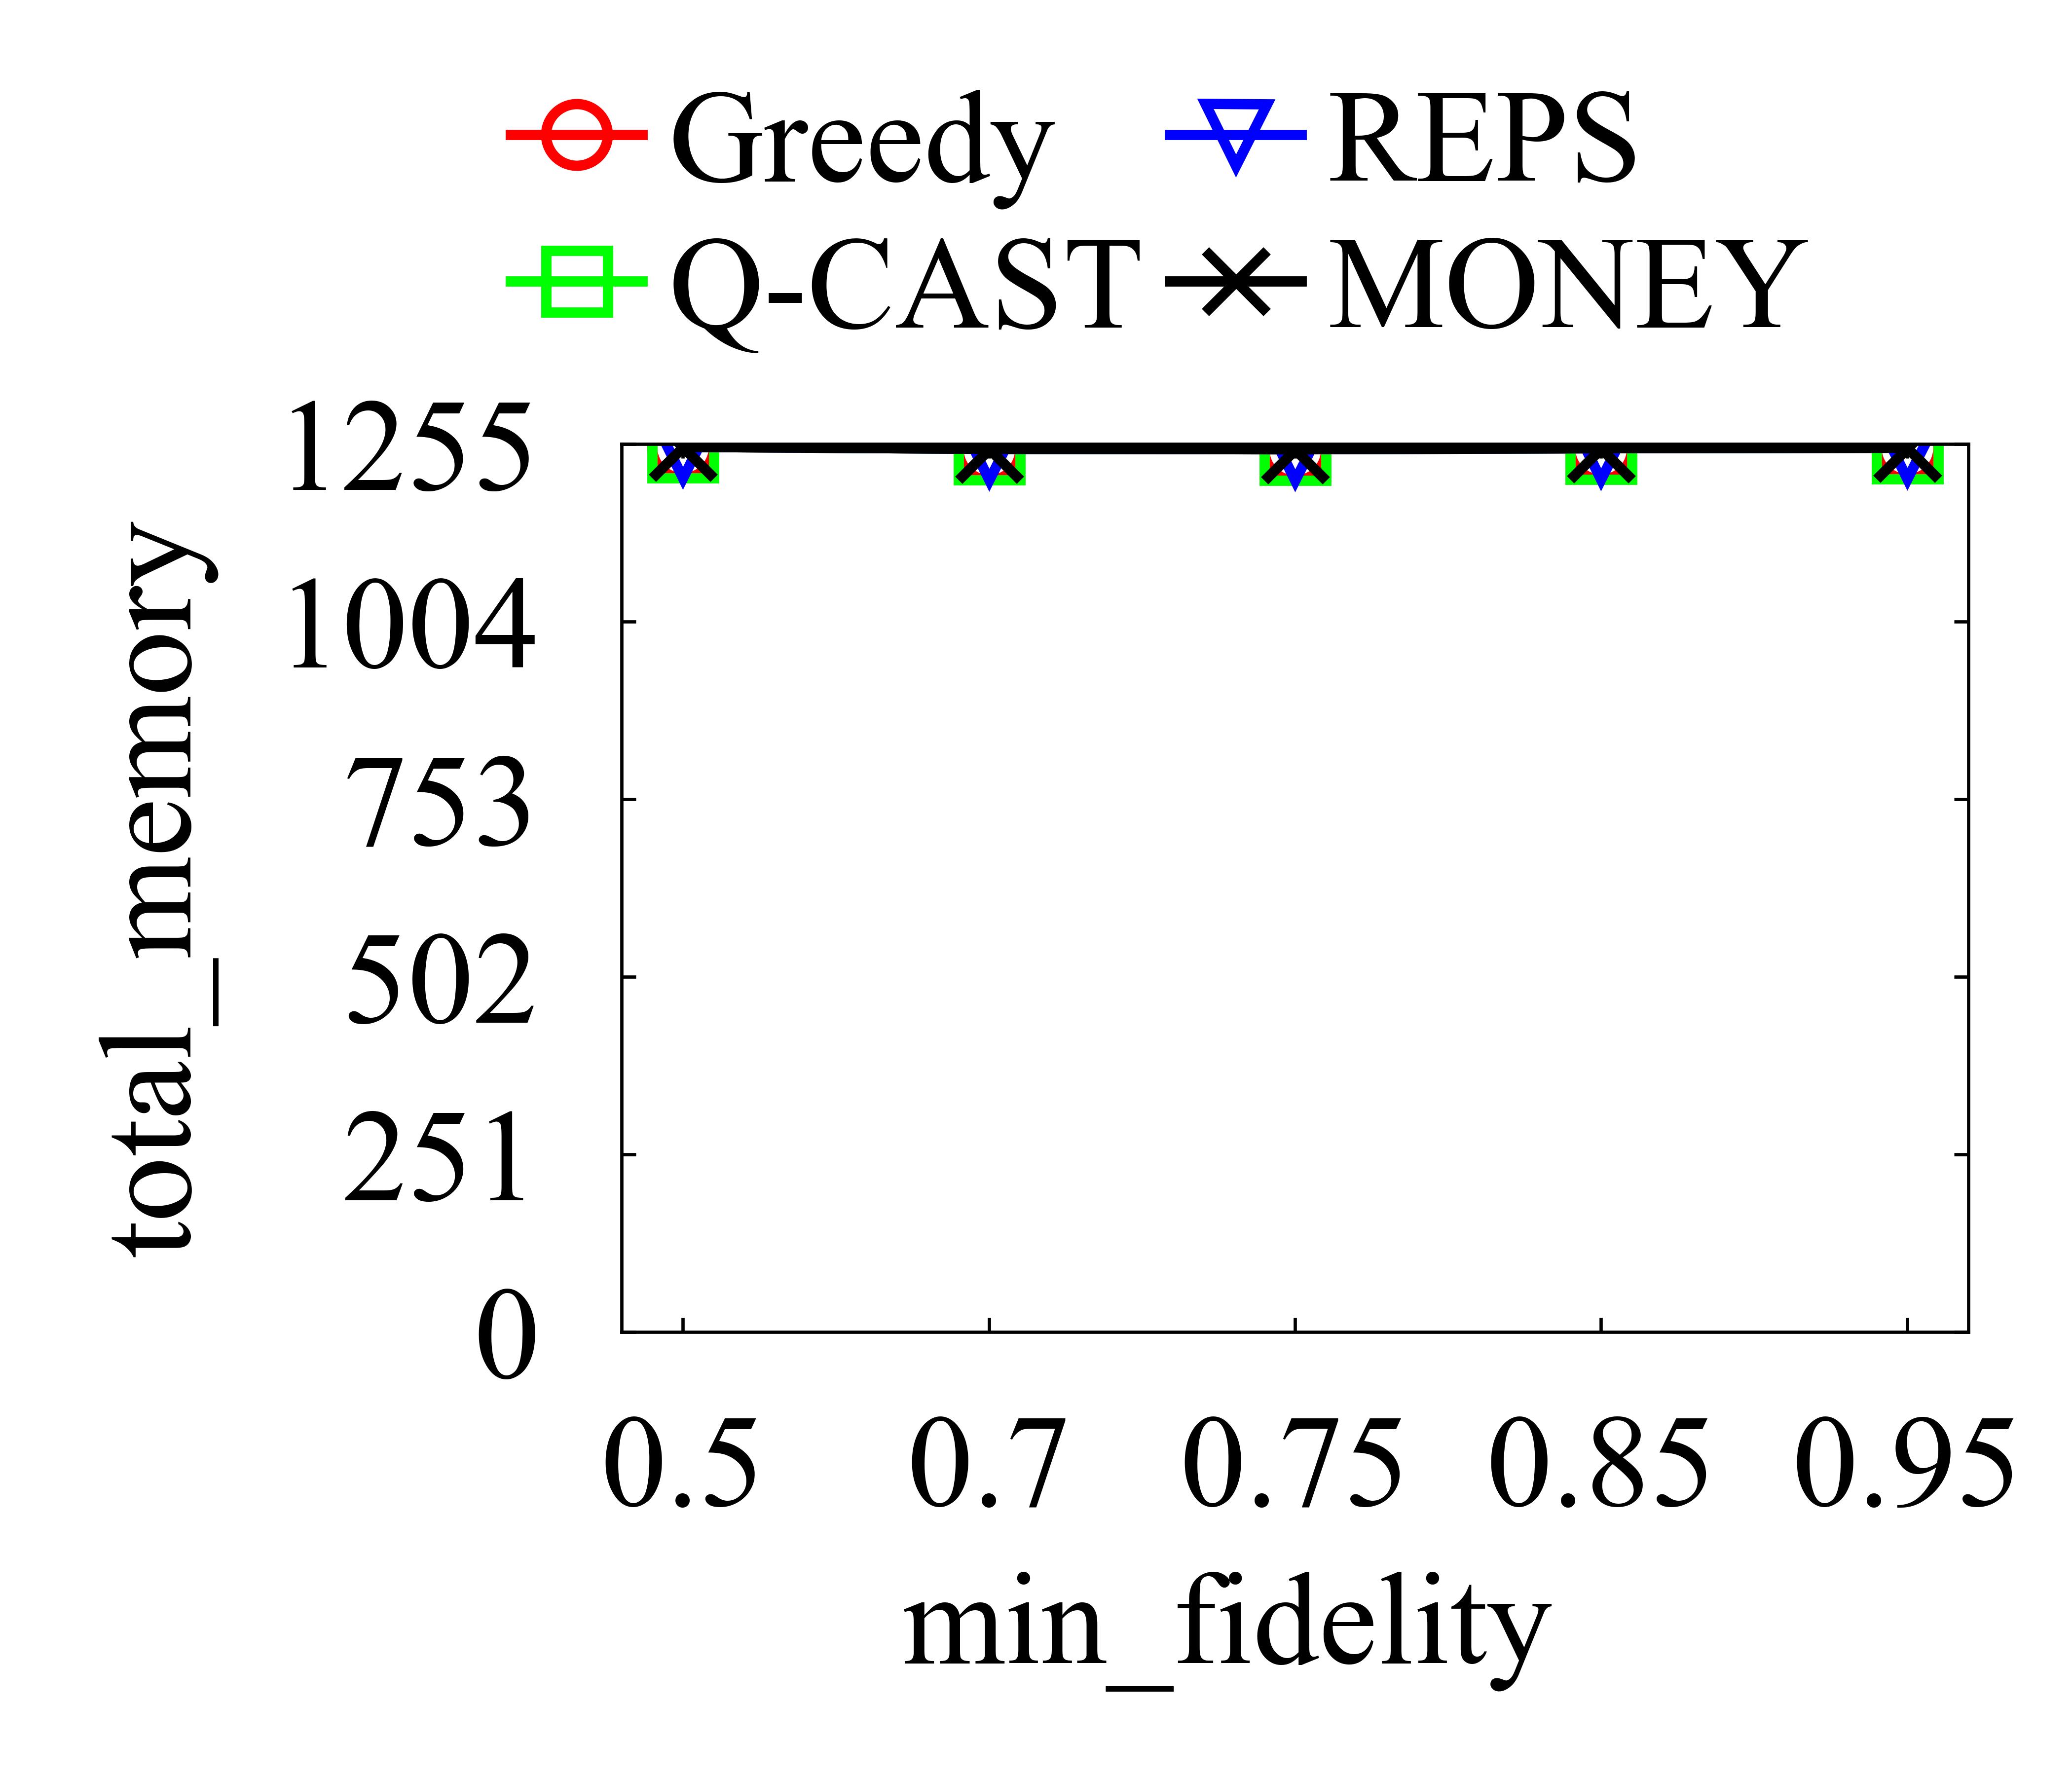 Greedy REPS
Q-CAST MONEY
1255
1004
753
502
251
0
total_memory
0.5 0.7 0.75 0.85 0.95
min_fidelity